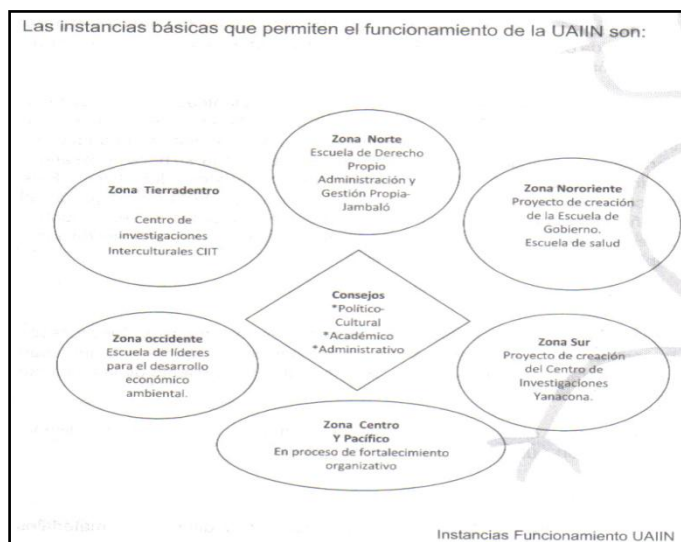 Las instancias básicas que permiten el funcionamiento de la UAIIN son:
Zona Norte
Escuela de Derecho
Propio
Administración y
Gestión Propia-
Jambaló
Zona Tierradentro
Centro de
investigaciones
Interculturales CIIT
Zona Nororiente
Proyecto de creación
de la Escuela de
Gobierno.
Escuela de salud
Consejos
*Político-
Cultural
*Académico
*Administrativo
Zona occidente
Escuela de líderes
para el desarrollo
económico
ambiental.
Zona Sur
Proyecto de creación
del Centro de
Investigaciones
Yanacona.
Zona Centro
Y Pacífico
En proceso de fortalecimiento
organizativo
Instancias Funcionamiento UAIIN